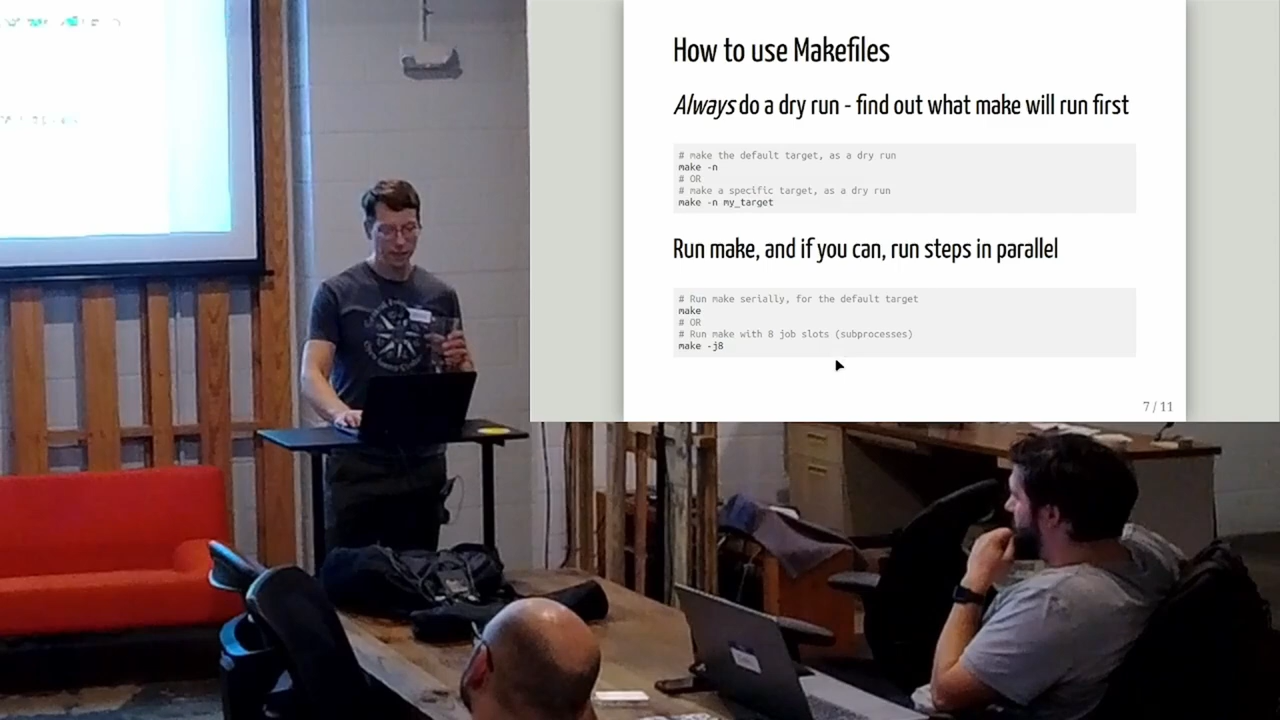 How to use Makefiles
Always do a dry run - find out what make will run first
# make the default target, as a dry run
make -n
# OR
# make a specific target, as a dry run
make -n my_target
Run make, and if you can, run steps in parallel
# Run make serially, for the default target
make
# OR
# Run make with 8 job slots (subprocesses)
make -j8
7 / 11